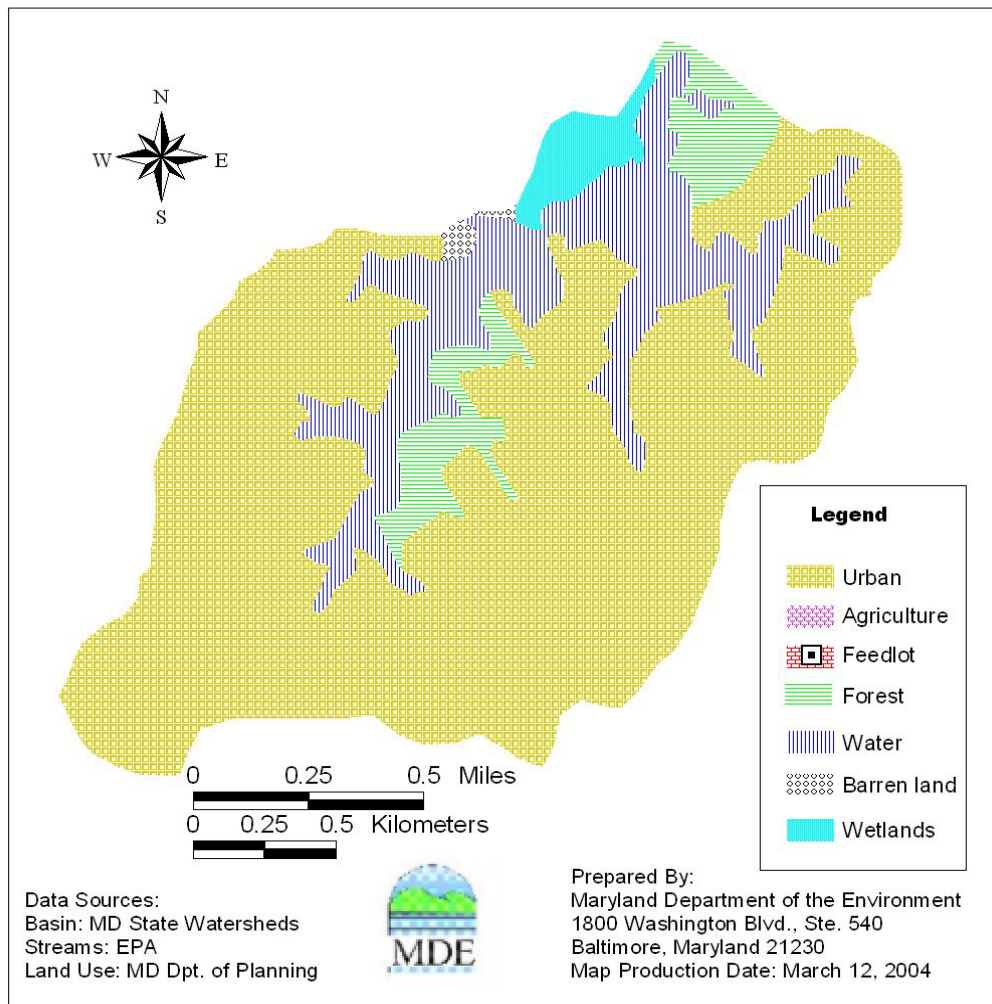 N
W E
S
Legend
Urban
Agriculture
Feedlot
Forest
Water
Barren land
Wetlands
0 0.25 0.5 Miles
0 0.25 0.5 Kilometers
Data Sources:
Basin: MD State Watersheds
Streams: EPA
Land Use: MD Dpt. of Planning
MDE
Prepared By:
Maryland Department of the Environment
1800 Washington Blvd., Ste. 540
Baltimore, Maryland 21230
Map Production Date: March 12, 2004